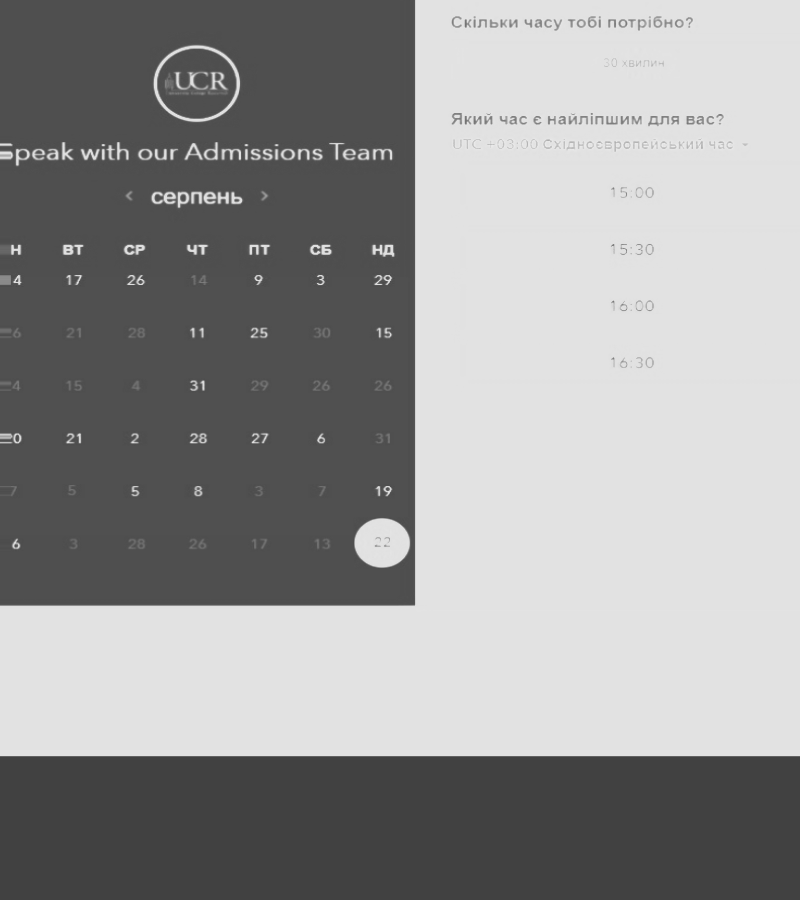 UCR
Speak with our Admissions Team
серпень
Н ВТ СР ЧТ ПТ СБ НД
4 17 26 14 9 3 29
6 21 28 11 25 30 15
4 15 4 31 29 26 26
0 21 2 28 27 6 31
7 5 5 8 3 7 19
6 3 28 26 17 13 22
Скільки часу тобі потрібно?
30 хвилин
Який час є найліпшим для вас?
UTC +03:00 Східноєвропейський час
15:00
15:30
16:00
16:30